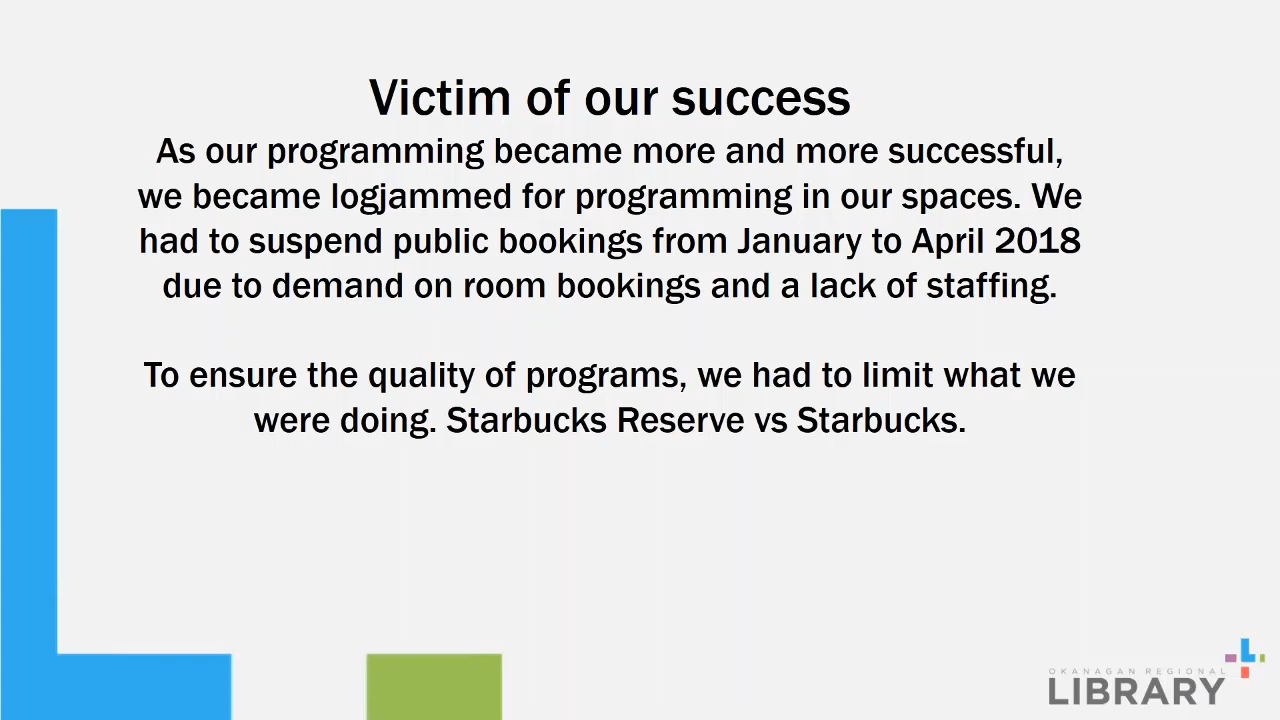 Victim of our success
As our programming became more and more successful,
we became logjammed for programming in our spaces. We
had to suspend public bookings from January to April 2018
due to demand on room bookings and a lack of staffing.
To ensure the quality of programs, we had to limit what we
were doing. Starbucks Reserve vs Starbucks.
OKANAGAN REGIONAL
LIBRARY